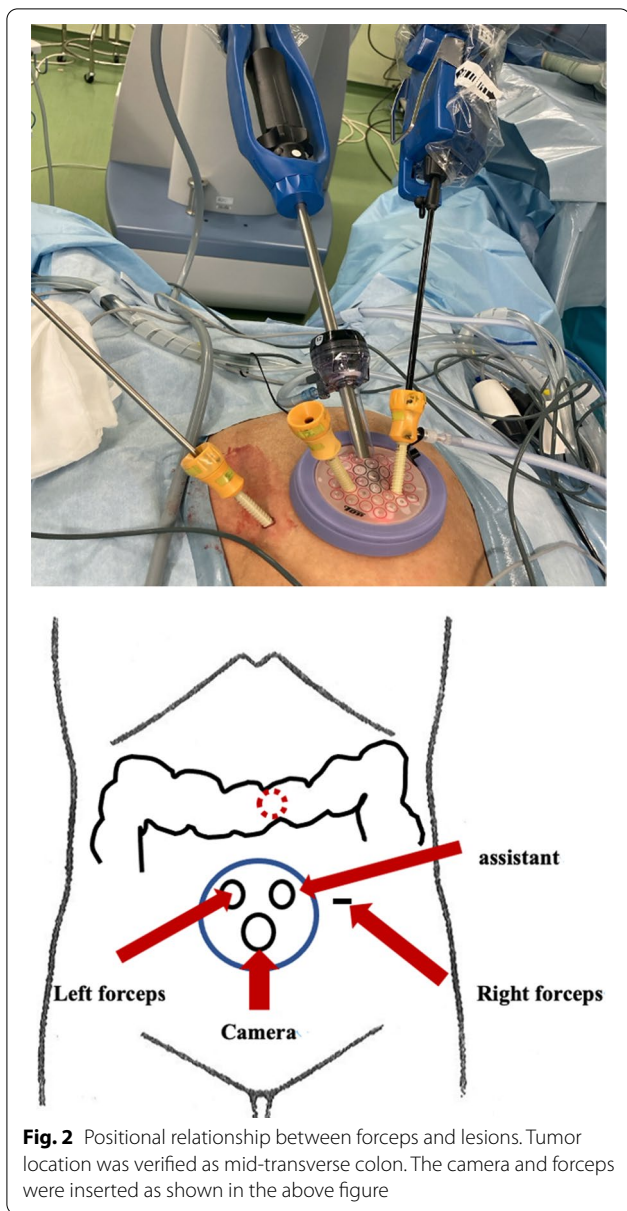 assistant
Left forceps
Right forceps
Camera
Fig. 2 Positional relationship between forceps and lesions. Tumor
location was verified as mid-transverse colon. The camera and forceps
were inserted as shown in the above figure